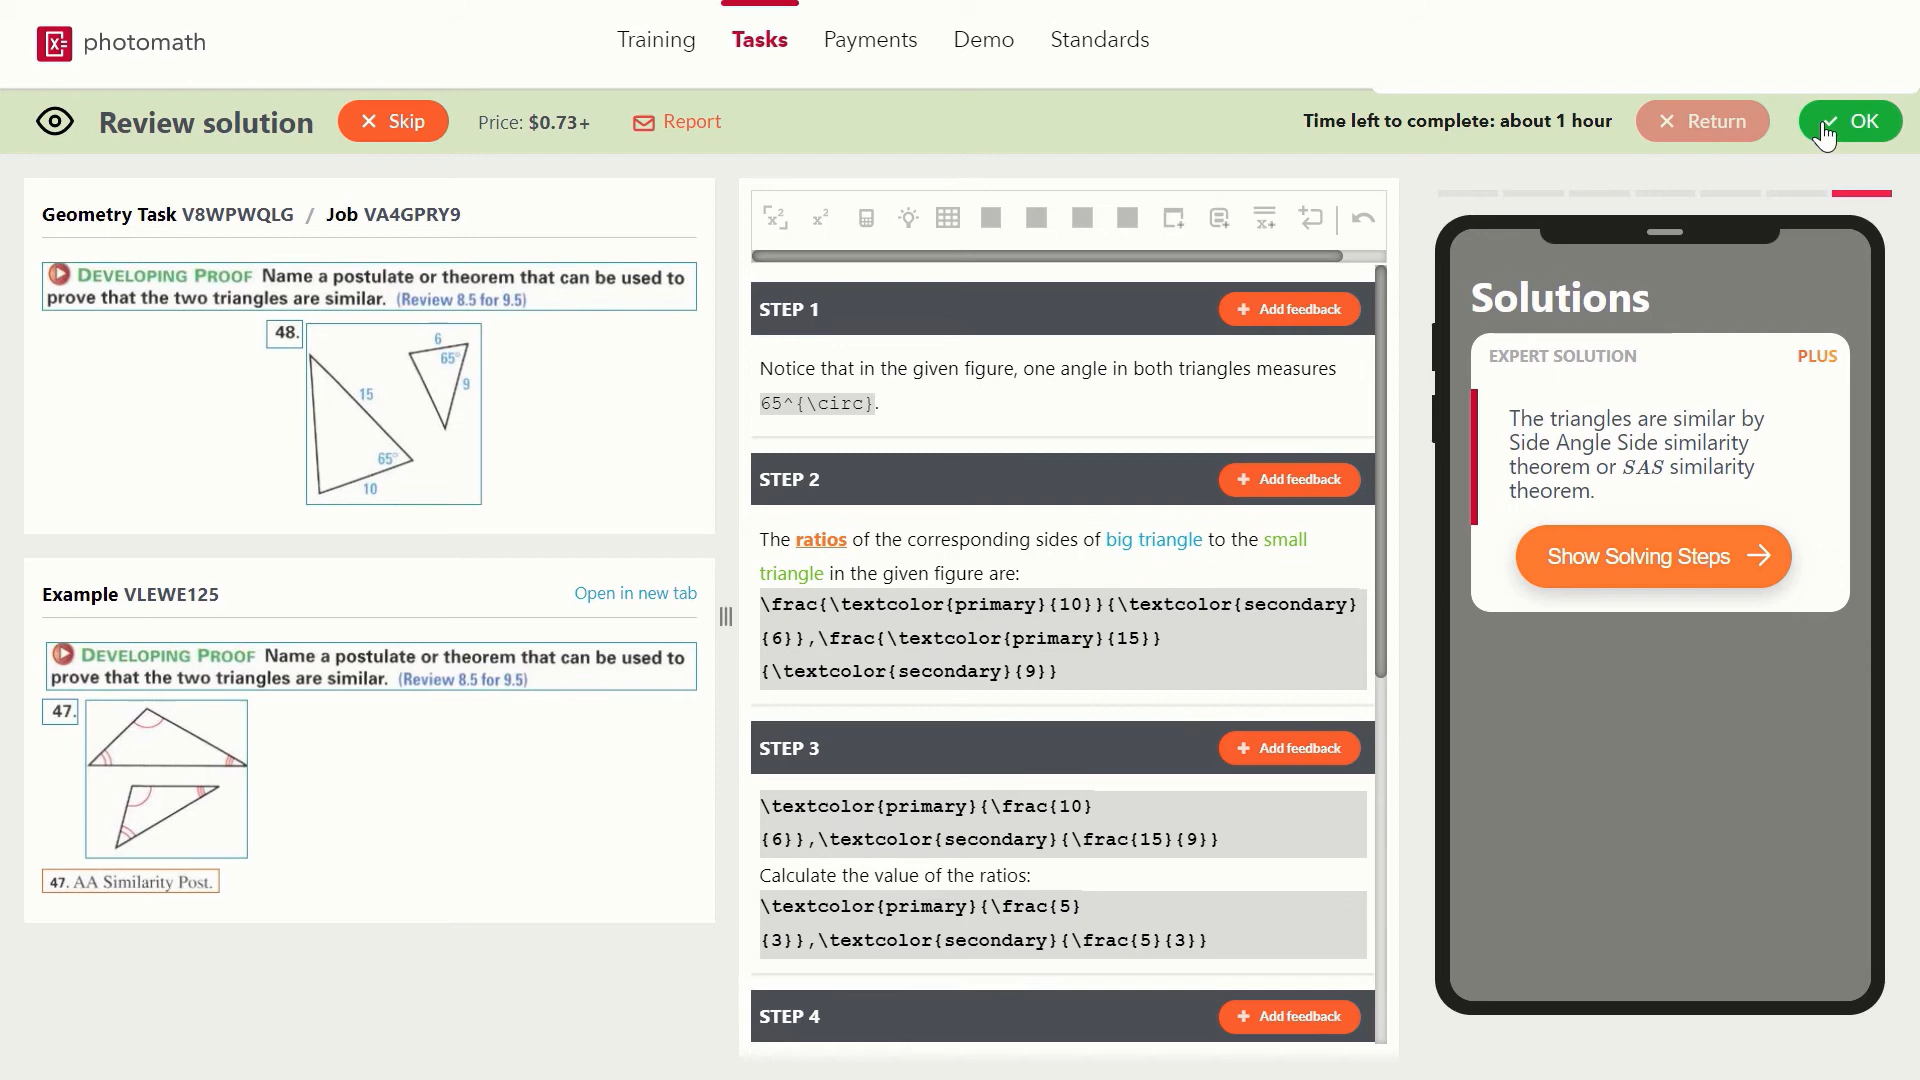 photomath
Training Tasks Payments Demo Standards
Review solution
Skip
Price: $0.73+
Report
Time left to complete: about 1 hour
Return
OK
Geometry Task V8WPWQLG / Job VA4GPRY9
DEVELOPING PROOF Name a postulate or theorem that can be used to
prove that the two triangles are similar. (Review 8.5 for 9.5)
48.
6
65°
9
15
65°
10
Example VLEWE125
Open in new tab
DEVELOPING PROOF Name a postulate or theorem that can be used to
prove that the two triangles are similar. (Review 8.5 for 9.5)
47.
47. AA Similarity Post.
STEP 1
+ Add feedback
Notice that in the given figure, one angle in both triangles measures
65^{\circ}.
STEP 2
+ Add feedback
The ratios of the corresponding sides of big triangle to the small
triangle in the given figure are:
\frac{\textcolor{primary}{10}}{\textcolor{secondary}
{6}},\frac{\textcolor{primary}{15}}
{\textcolor{secondary}{9}}
STEP 3
+ Add feedback
\textcolor{primary}{\frac{10}
{6}},\textcolor{secondary}{\frac{15}{9}}
Calculate the value of the ratios:
\textcolor{primary}{\frac{5}
{3}},\textcolor{secondary}{\frac{5}{3}}
STEP 4
+ Add feedback
Solutions
EXPERT SOLUTION
PLUS
The triangles are similar by
Side Angle Side similarity
theorem or SAS similarity
theorem.
Show Solving Steps